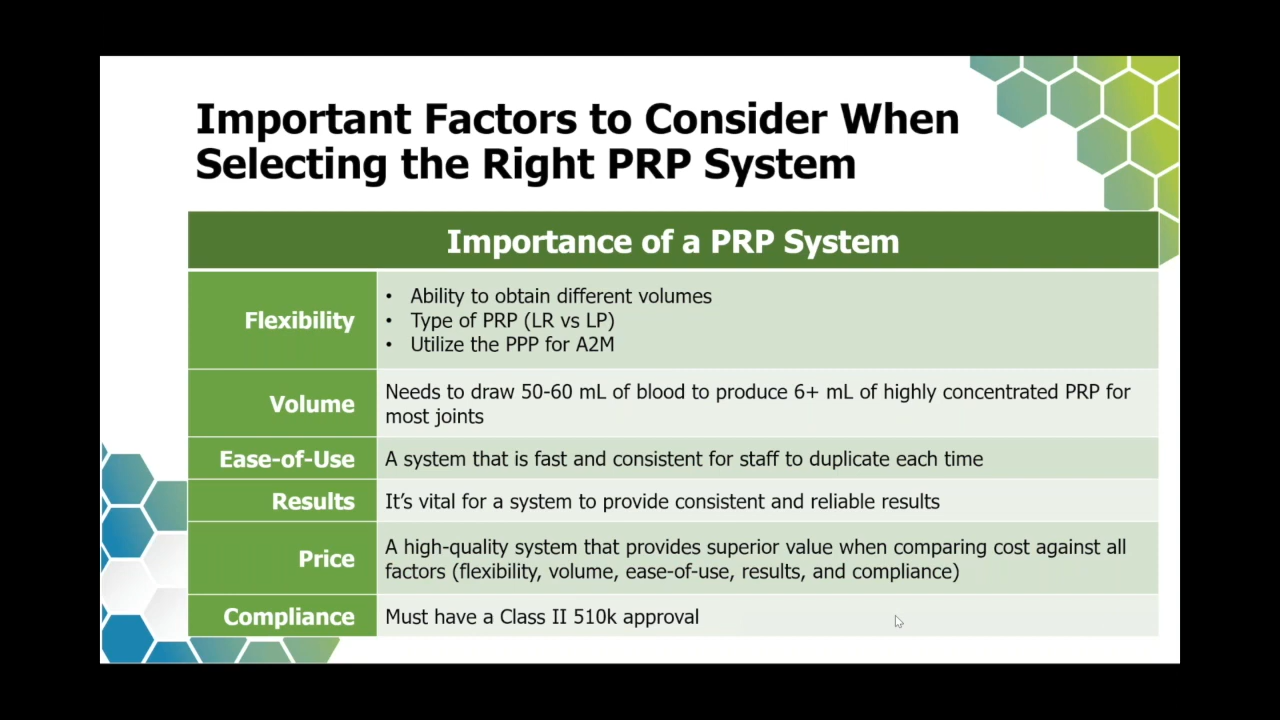 Important Factors to Consider When
Selecting the Right PRP System
Importance of a PRP System
Flexibility
• Ability to obtain different volumes
• Type of PRP (LR vs LP)
• Utilize the PPP for A2M
Volume
Needs to draw 50-60 mL of blood to produce 6+ mL of highly concentrated PRP for
most joints
Ease-of-Use
A system that is fast and consistent for staff to duplicate each time
Results
It’s vital for a system to provide consistent and reliable results
Price
A high-quality system that provides superior value when comparing cost against all
factors (flexibility, volume, ease-of-use, results, and compliance)
Compliance
Must have a Class II 510k approval